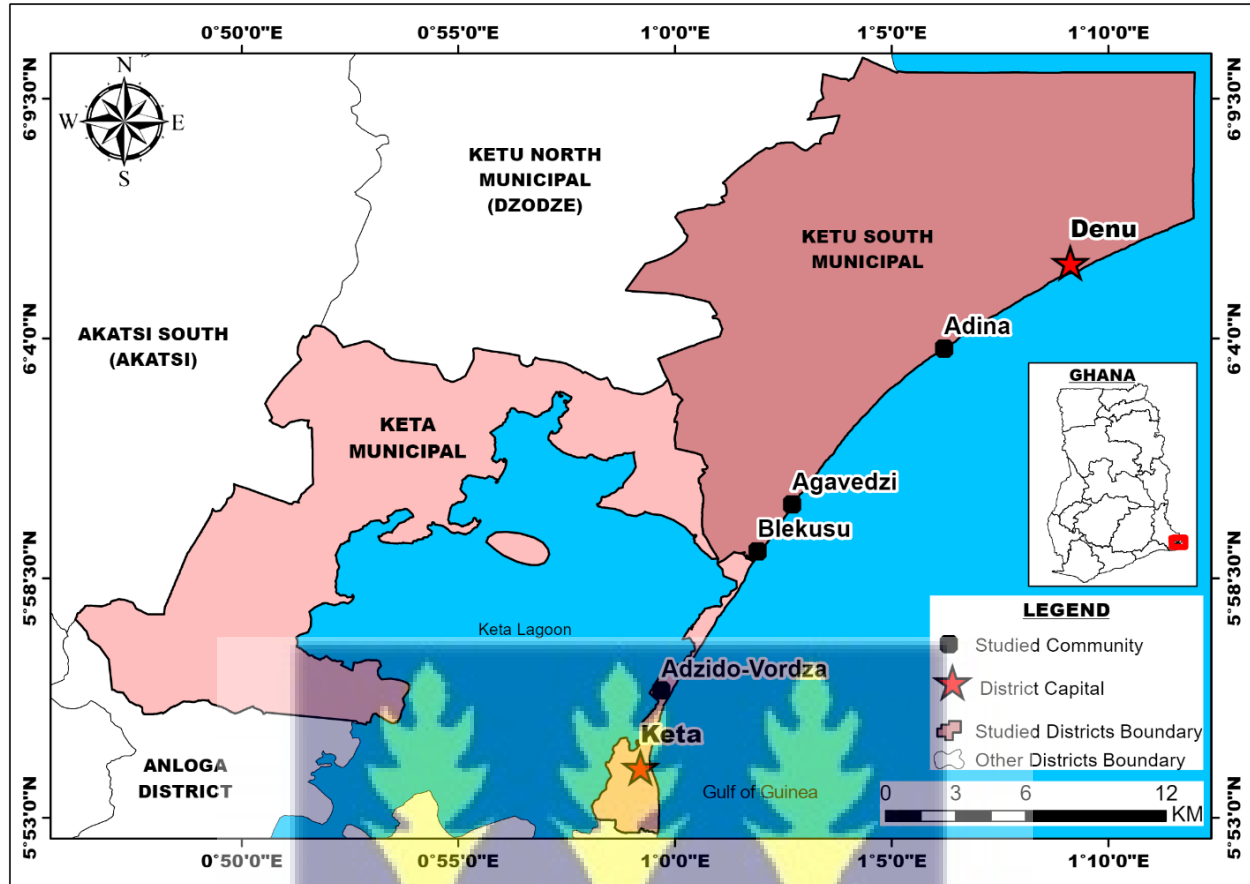 0°50'0"E 0°55'0"E 1°0'0"E 1°5'0"E 1°10'0"E
N
W E
S
6°9'30"N 6°9'30"N
KETU NORTH
MUNICIPAL
(DZODZE)
KETU SOUTH
MUNICIPAL
Denu
AKATSI SOUTH
(AKATSI)
6°4'0"N 6°4'0"N
Adina
GHANA
KETA
MUNICIPAL
Agavedzi
Blekusu
5°58'30"N 5°58'30"N
LEGEND
Keta Lagoon
Studied Community
Adzido-Vordza
District Capital
Keta
Studied Districts Boundary
Other Districts Boundary
ANLOGA
DISTRICT
Gulf of Guinea
0 3 6 12
KM
5°53'0"N 5°53'0"N
0°50'0"E 0°55'0"E 1°0'0"E 1°5'0"E 1°10'0"E